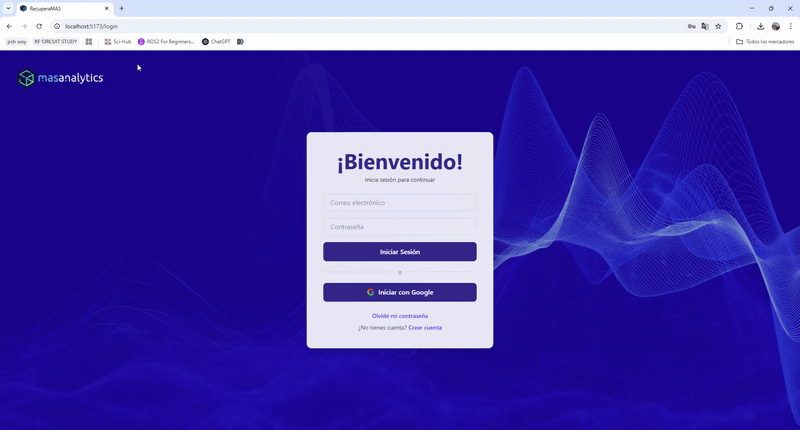 RecuperaMAS
localhost:5173/login
pcb way
RF CIRCUIT STUDY
Sci-Hub
ROS2 For Beginners...
ChatGPT
Todos los marcadores
masanalytics
¡Bienvenido!
Inicia sesión para continuar
Correo electrónico
Contraseña
Iniciar Sesión
o
Iniciar con Google
Olvidé mi contraseña
¿No tienes cuenta? Crear cuenta